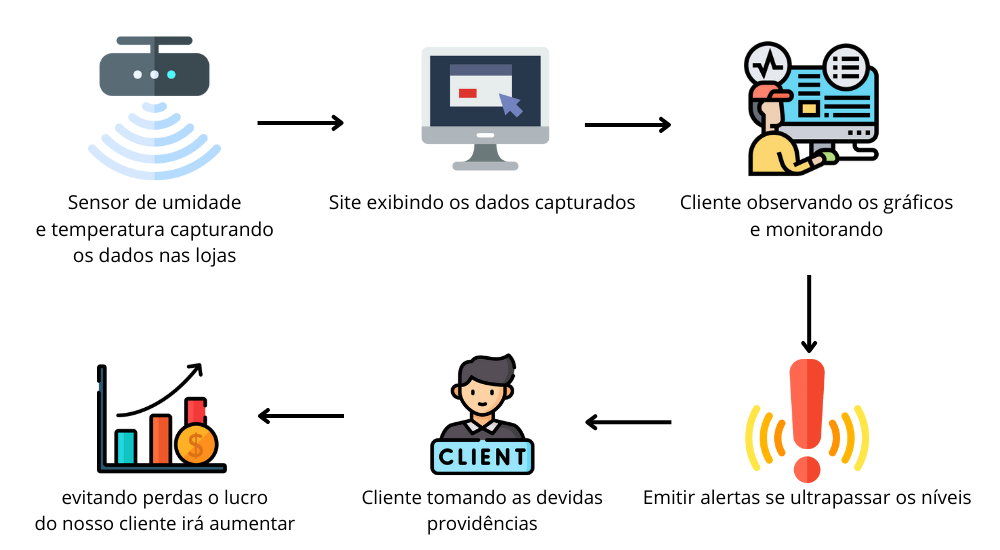 Sensor de umidade
e temperatura capturando
os dados nas lojas
Site exibindo os dados capturados
Cliente observando os gráficos
e monitorando
Emitir alertas se ultrapassar os níveis
CLIENT
Cliente tomando as devidas
providências
$
evitando perdas o lucro
do nosso cliente irá aumentar